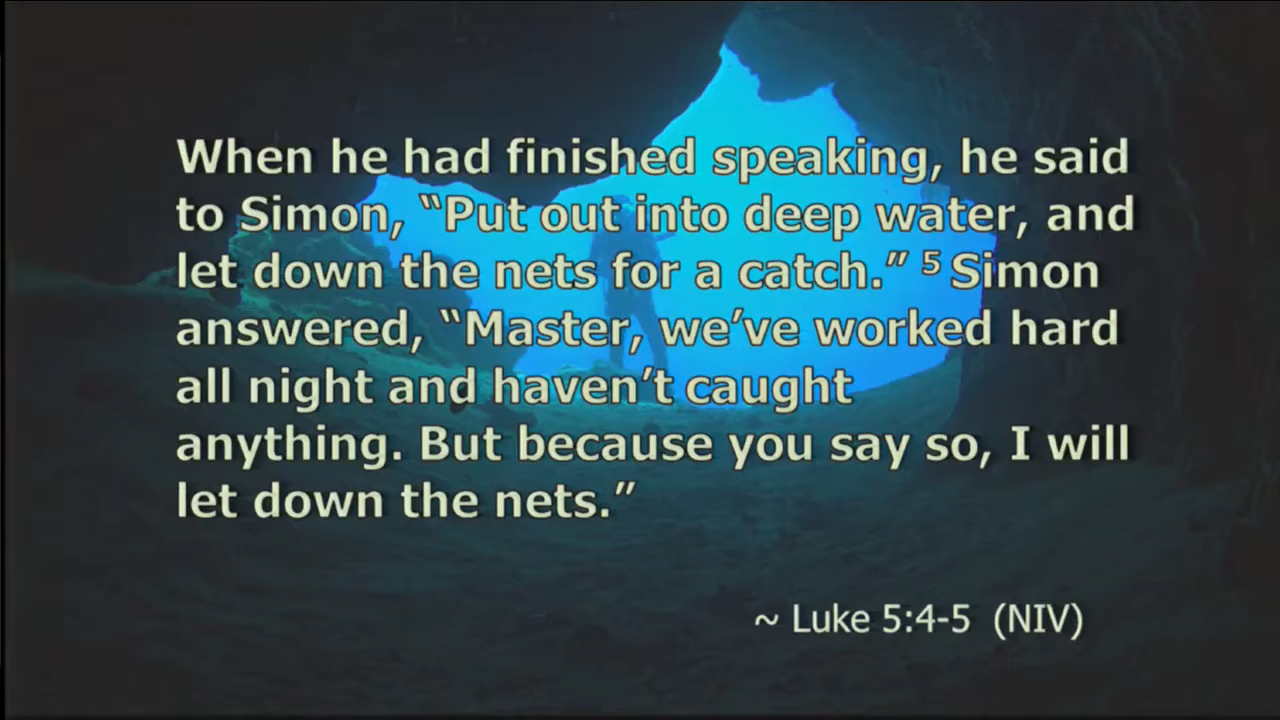 When he had finished speaking, he said
to Simon, “Put out into deep water, and
let down the nets for a catch.” ⁵ Simon
answered, “Master, we’ve worked hard
all night and haven’t caught
anything. But because you say so, I will
let down the nets.”
~ Luke 5:4-5 (NIV)